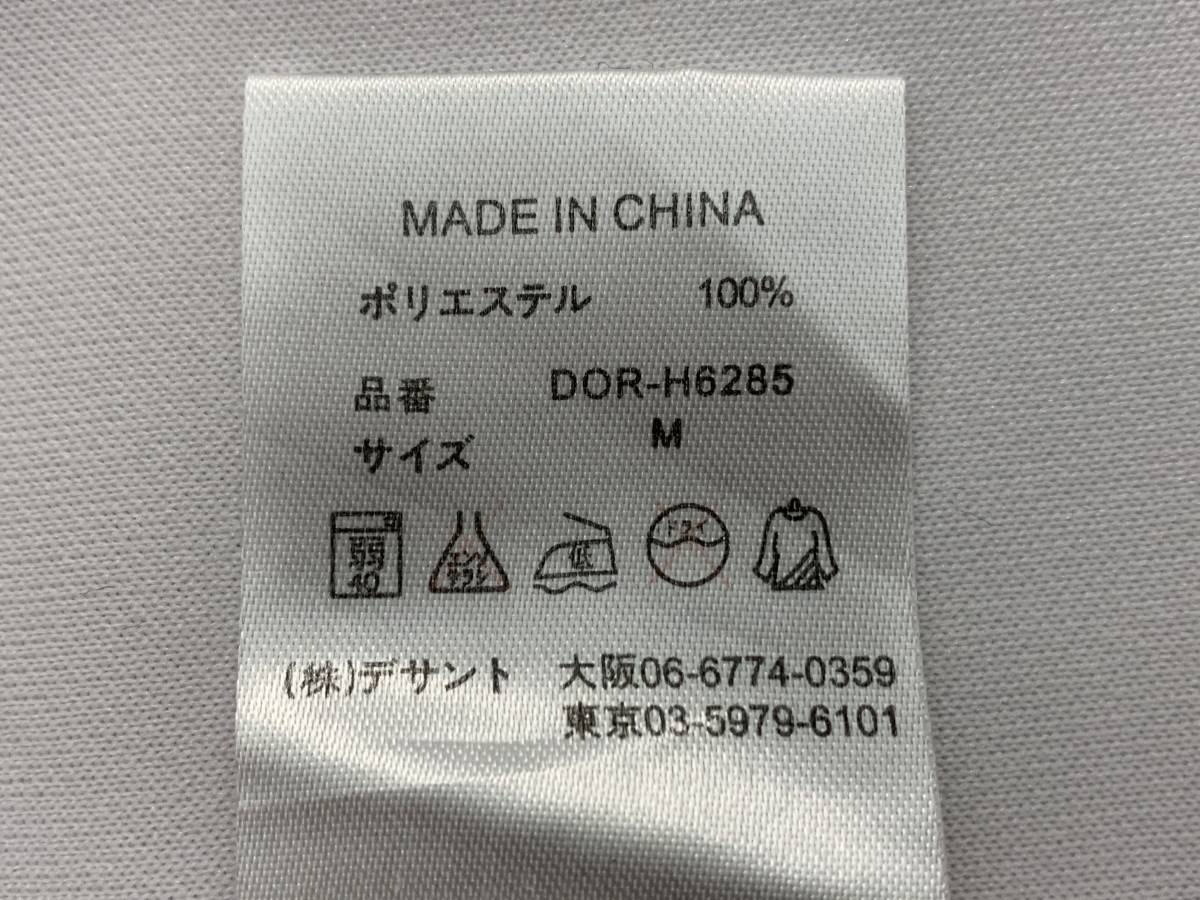 MADE IN CHINA
ポリエステル 100%
品番 DOR-H6285
サイズ M
弱 40 エンソ サラシ 低 ドライ
(株)デサント 大阪06-6774-0359
東京03-5979-6101